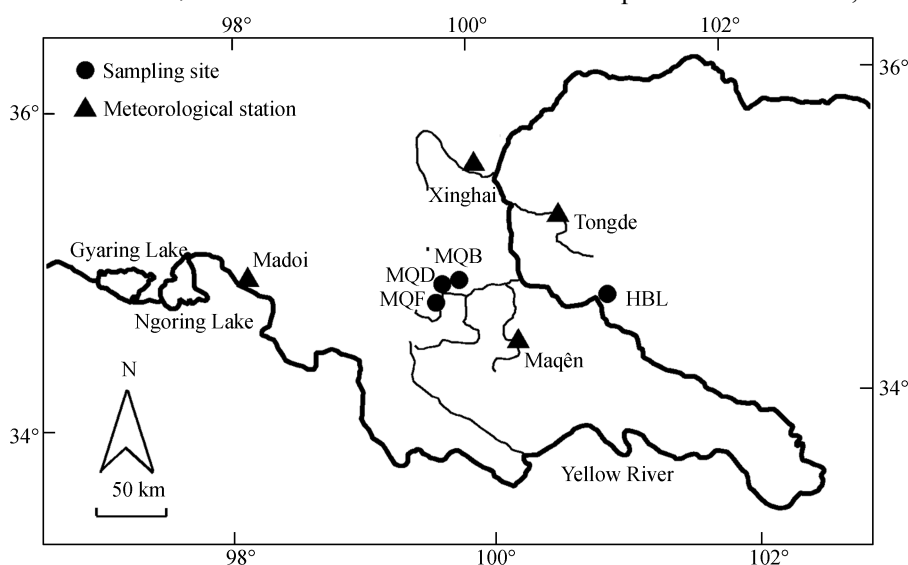 98° 100° 102°
36°
Sampling site
36°
Meteorological station
Xinghai
Tongde
Gyaring Lake
Madoi
MQB
MQD
MQF
HBL
Ngoring Lake
Maqên
N
34°
34°
Yellow River
50 km
98° 100° 102°